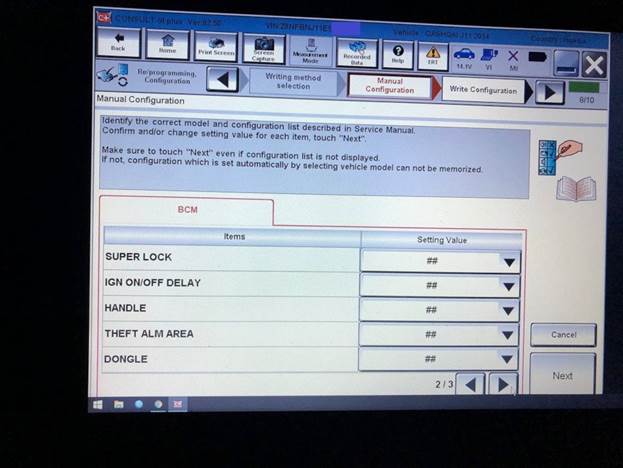 CONSULT-III plus Ver.82.50
VIN:
Vehicle : QASHQAI J11 2014
Country :
Back
Home
Print Screen
Screen Capture
Measurement Mode
Recorded Data
? Help
ERT
14.1V
VI
MI
Re/programming, Configuration
Writing method selection
Manual Configuration
Write Configuration
8/10
Manual Configuration
Identify the correct model and configuration list described in Service Manual.
Confirm and/or change setting value for each item, touch "Next".
Make sure to touch "Next" even if configuration list is not displayed.
If not, configuration which is set automatically by selecting vehicle model can not be memorized.
BCM
Items
Setting Value
SUPER LOCK
##
IGN ON/OFF DELAY
##
HANDLE
##
THEFT ALM AREA
##
DONGLE
##
Cancel
2 / 3
Next